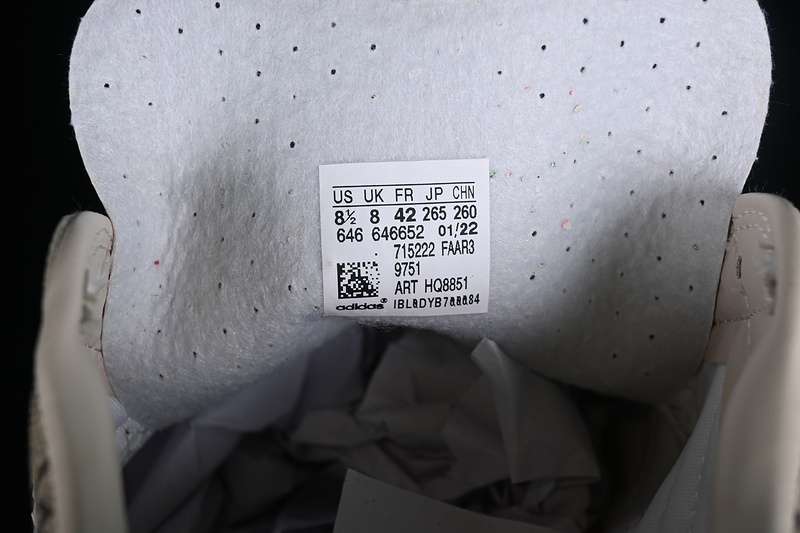 US UK FR JP CHN
8½ 8 42 265 260
646 646652 01/22
715222 FAAR3
9751
ART HQ8851
adidas®